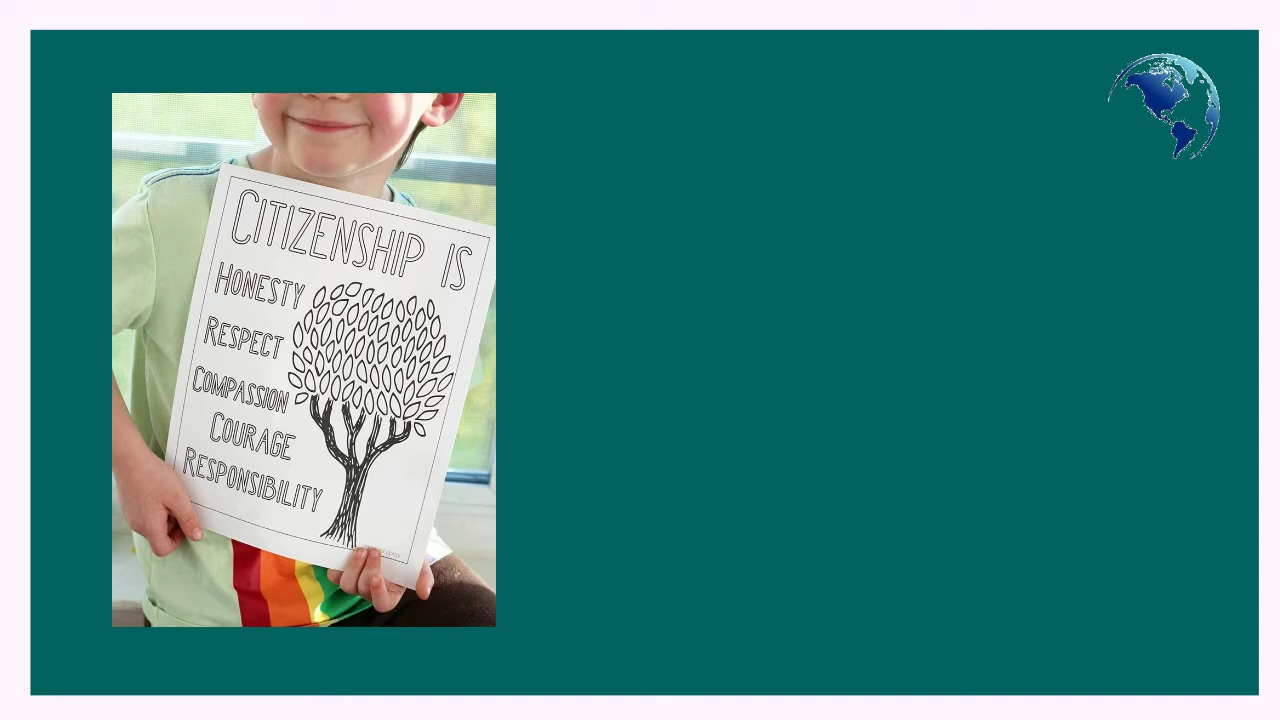 CITIZENSHIP IS
HONESTY
RESPECT
COMPASSION
COURAGE
RESPONSIBILITY